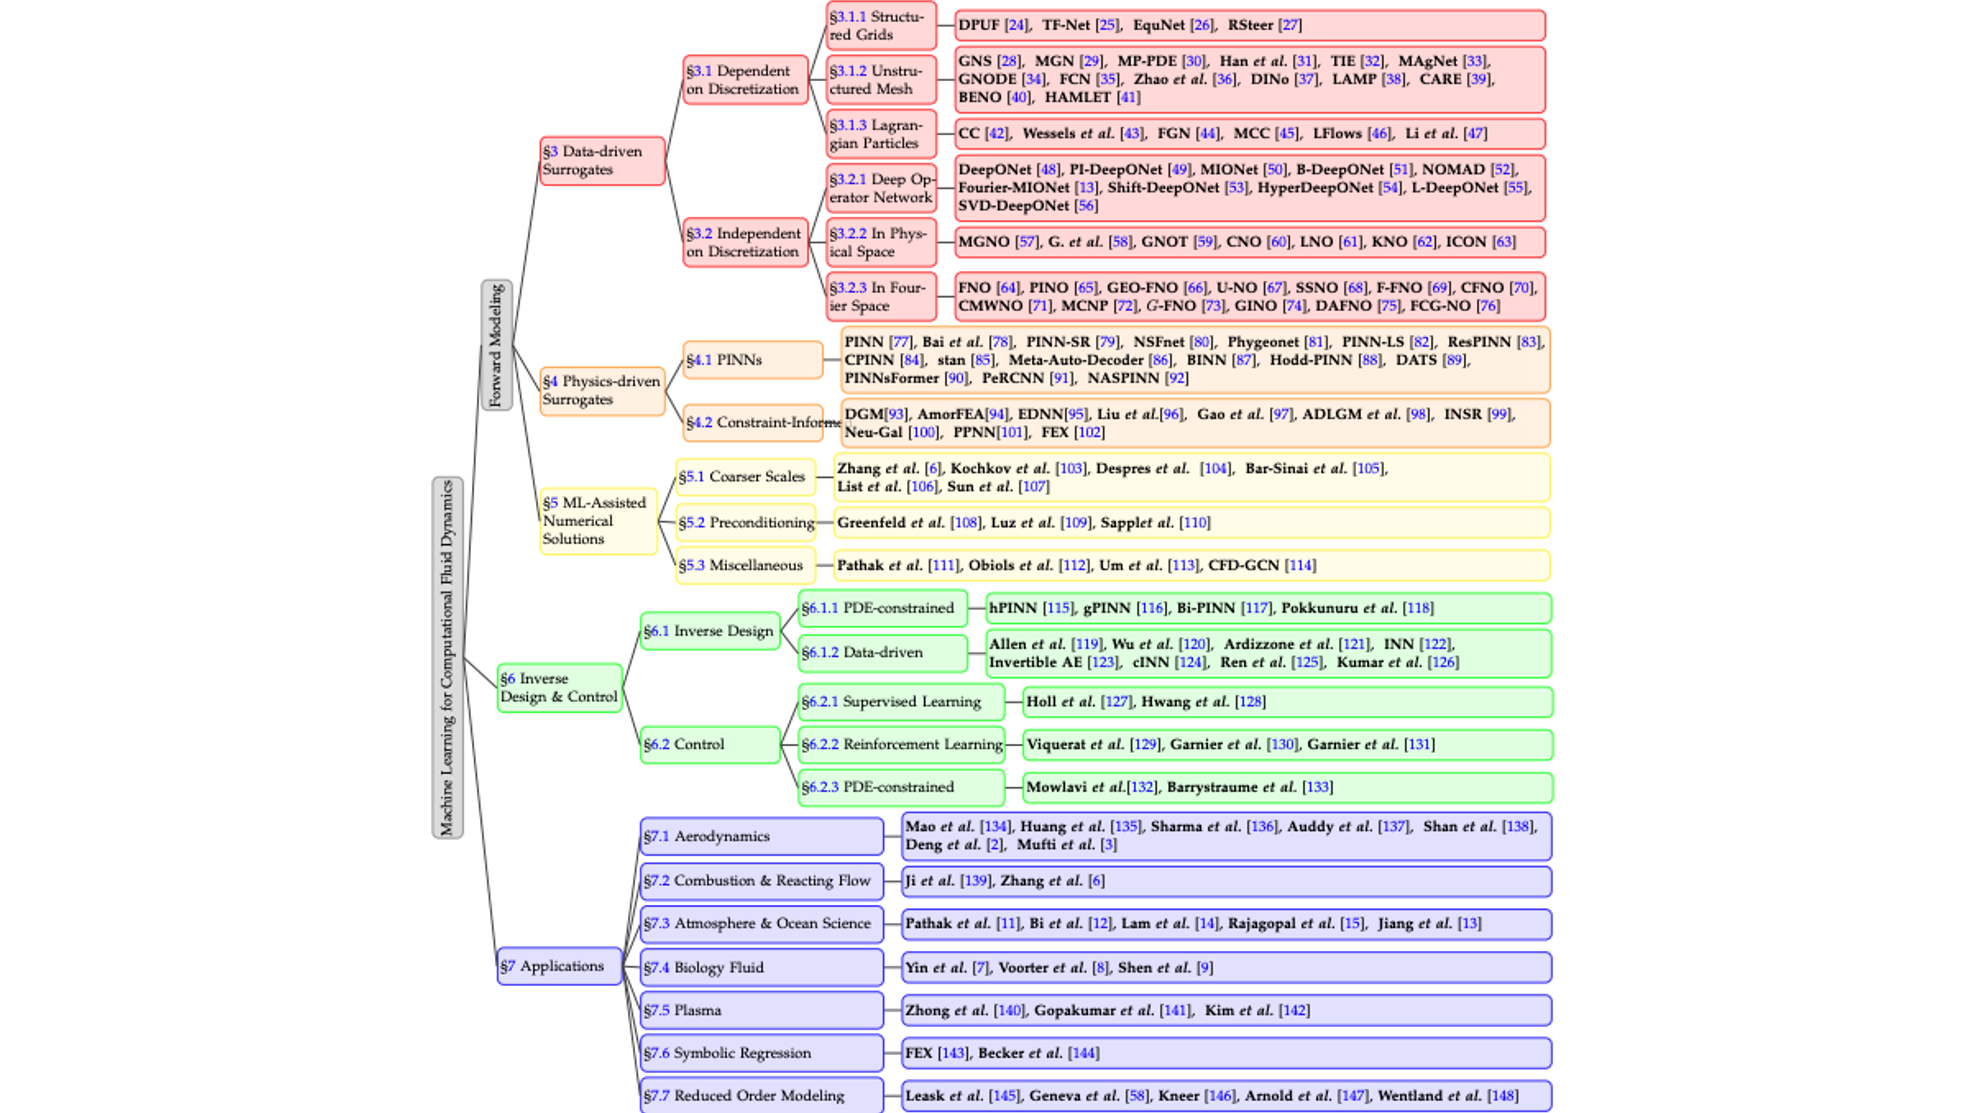 Machine Learning for Computational Fluid Dynamics
Forward Modeling
§3 Data-driven
Surrogates
§3.1 Dependent
on Discretization
§3.1.1 Structu-
red Grids
DPUF [24], TF-Net [25], EquNet [26], RSteer [27]
§3.1.2 Unstru-
ctured Mesh
GNS [28], MGN [29], MP-PDE [30], Han et al. [31], TIE [32], MAgNet [33],
GNODE [34], FCN [35], Zhao et al. [36], DINo [37], LAMP [38], CARE [39],
BENO [40], HAMLET [41]
§3.1.3 Lagran-
gian Particles
CC [42], Wessels et al. [43], FGN [44], MCC [45], LFlows [46], Li et al. [47]
§3.2 Independent
on Discretization
§3.2.1 Deep Op-
erator Network
DeepONet [48], PI-DeepONet [49], MIONet [50], B-DeepONet [51], NOMAD [52],
Fourier-MIONet [13], Shift-DeepONet [53], HyperDeepONet [54], L-DeepONet [55],
SVD-DeepONet [56]
§3.2.2 In Phys-
ical Space
MGNO [57], G. et al. [58], GNOT [59], CNO [60], LNO [61], KNO [62], ICON [63]
§3.2.3 In Four-
ier Space
FNO [64], PINO [65], GEO-FNO [66], U-NO [67], SSNO [68], F-FNO [69], CFNO [70],
CMWNO [71], MCNP [72], G-FNO [73], GINO [74], DAFNO [75], FCG-NO [76]
§4 Physics-driven
Surrogates
§4.1 PINNs
PINN [77], Bai et al. [78], PINN-SR [79], NSFnet [80], Phygeonet [81], PINN-LS [82], ResPINN [83],
CPINN [84], stan [85], Meta-Auto-Decoder [86], BINN [87], Hodd-PINN [88], DATS [89],
PINNsFormer [90], PeRCNN [91], NASPINN [92]
§4.2 Constraint-Informe
DGM[93], AmorFEA[94], EDNN[95], Liu et al.[96], Gao et al. [97], ADLGM et al. [98], INSR [99],
Neu-Gal [100], PPNN[101], FEX [102]
§5 ML-Assisted
Numerical
Solutions
§5.1 Coarser Scales
Zhang et al. [6], Kochkov et al. [103], Despres et al. [104], Bar-Sinai et al. [105],
List et al. [106], Sun et al. [107]
§5.2 Preconditioning
Greenfeld et al. [108], Luz et al. [109], Sapplet al. [110]
§5.3 Miscellaneous
Pathak et al. [111], Obiols et al. [112], Um et al. [113], CFD-GCN [114]
§6 Inverse
Design & Control
§6.1 Inverse Design
§6.1.1 PDE-constrained
hPINN [115], gPINN [116], Bi-PINN [117], Pokkunuru et al. [118]
§6.1.2 Data-driven
Allen et al. [119], Wu et al. [120], Ardizzone et al. [121], INN [122],
Invertible AE [123], cINN [124], Ren et al. [125], Kumar et al. [126]
§6.2 Control
§6.2.1 Supervised Learning
Holl et al. [127], Hwang et al. [128]
§6.2.2 Reinforcement Learning
Viquerat et al. [129], Garnier et al. [130], Garnier et al. [131]
§6.2.3 PDE-constrained
Mowlavi et al.[132], Barrystraume et al. [133]
§7 Applications
§7.1 Aerodynamics
Mao et al. [134], Huang et al. [135], Sharma et al. [136], Auddy et al. [137], Shan et al. [138],
Deng et al. [2], Mufti et al. [3]
§7.2 Combustion & Reacting Flow
Ji et al. [139], Zhang et al. [6]
§7.3 Atmosphere & Ocean Science
Pathak et al. [11], Bi et al. [12], Lam et al. [14], Rajagopal et al. [15], Jiang et al. [13]
§7.4 Biology Fluid
Yin et al. [7], Voorter et al. [8], Shen et al. [9]
§7.5 Plasma
Zhong et al. [140], Gopakumar et al. [141], Kim et al. [142]
§7.6 Symbolic Regression
FEX [143], Becker et al. [144]
§7.7 Reduced Order Modeling
Leask et al. [145], Geneva et al. [58], Kneer [146], Arnold et al. [147], Wentland et al. [148]